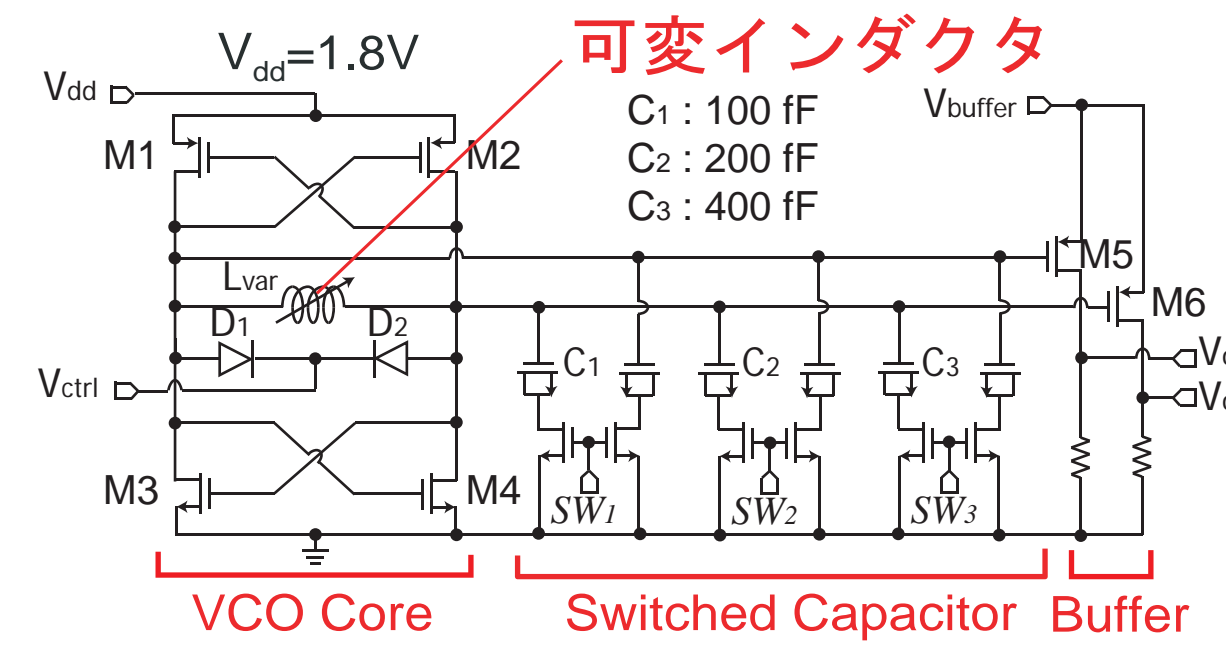 可変インダクタ
Vdd=1.8V
Vdd
C1 : 100 fF
C2 : 200 fF
C3 : 400 fF
Vbuffer
M1
M2
M5
Lvar
M6
D1
D2
C1
C2
C3
Vctrl
M3
M4
SW1
SW2
SW3
VCO Core
Switched Capacitor
Buffer